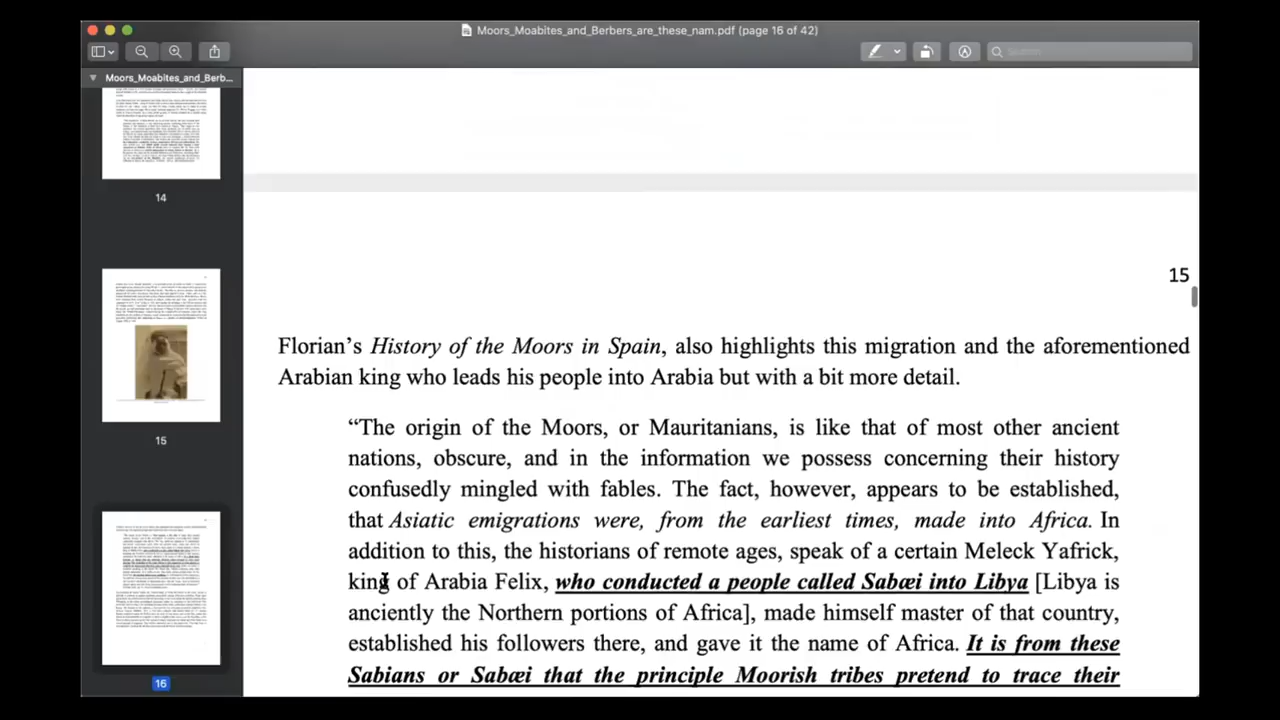 Moors_Moabites_and_Berbers_are_these_nam.pdf (page 16 of 42)
Search
Moors_Moabites_and_Berb...
14
15
16
15
Florian's History of the Moors in Spain, also highlights this migration and the aforementioned
Arabian king who leads his people into Arabia but with a bit more detail.
“The origin of the Moors, or Mauritanians, is like that of most other ancient
nations, obscure, and in the information we possess concerning their history
confusedly mingled with fables. The fact, however, appears to be established,
that Asiatic emigrations were, from the earliest times, made into Africa. In
addition to this, the historians of remote ages, speak of a certain Meleck Yafrick,
king of Arabia Felix, who conducted a people called Sabæi into Libya [Libya is
anciently the Nothern Nations of Africa], made himself master of that country,
established his followers there, and gave it the name of Africa. It is from these
Sabians or Sabæi that the principle Moorish tribes pretend to trace their